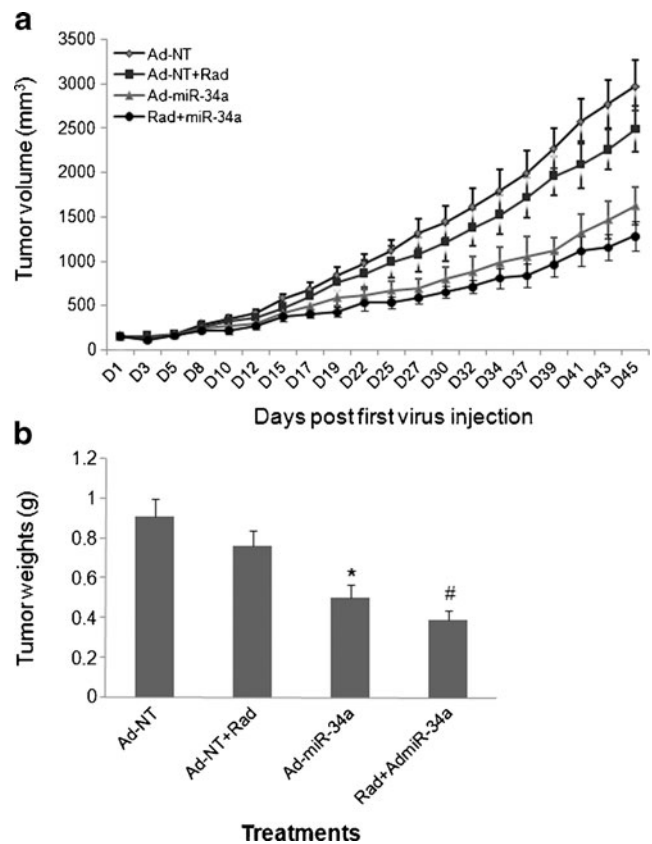 a
Tumor volume (mm³)
3500
3000
2500
2000
1500
1000
500
0
Ad-NT
Ad-NT+Rad
Ad-miR-34a
Rad+miR-34a
D1 D3 D5 D8 D10 D12 D15 D17 D19 D22 D25 D27 D30 D32 D34 D37 D39 D41 D43 D45
Days post first virus injection
b
Tumor weights (g)
1.2
1
0.8
0.6
0.4
0.2
0
*
#
Ad-NT
Ad-NT+Rad
Ad-miR-34a
Rad+AdmiR-34a
Treatments